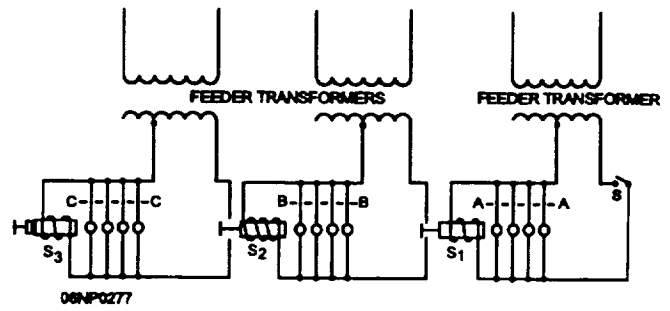 FEEDER TRANSFORMERS
FEEDER TRANSFORMER
C C
B B
A A
S
S3
S2
S1
06NP0277